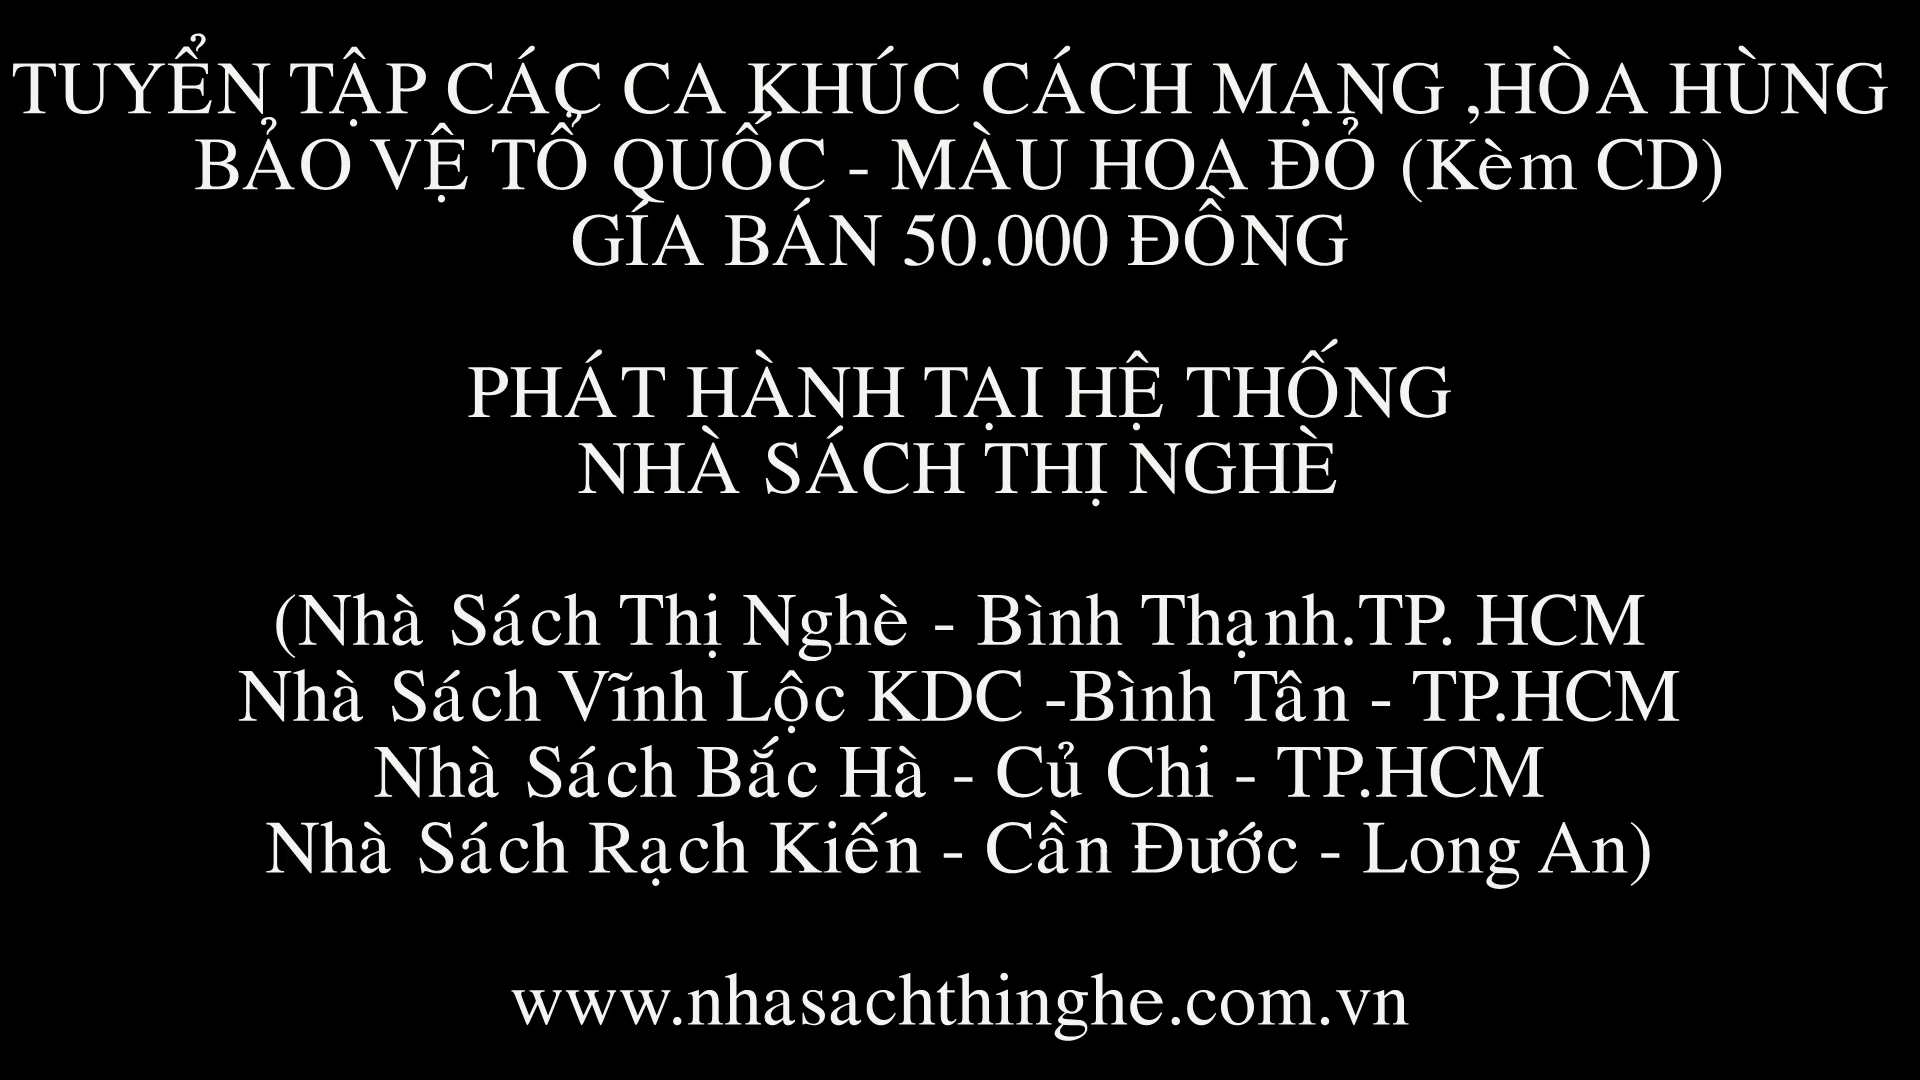 TUYỂN TẬP CÁC CA KHÚC CÁCH MẠNG ,HÒA HÙNG
BẢO VỆ TỔ QUỐC - MÀU HOA ĐỎ (Kèm CD)
GÍA BÁN 50.000 ĐỒNG
PHÁT HÀNH TẠI HỆ THỐNG
NHÀ SÁCH THỊ NGHÈ
(Nhà Sách Thị Nghè - Bình Thạnh.TP. HCM
Nhà Sách Vĩnh Lộc KDC -Bình Tân - TP.HCM
Nhà Sách Bắc Hà - Củ Chi - TP.HCM
Nhà Sách Rạch Kiến - Cần Đước - Long An)
www.nhasachthinghe.com.vn